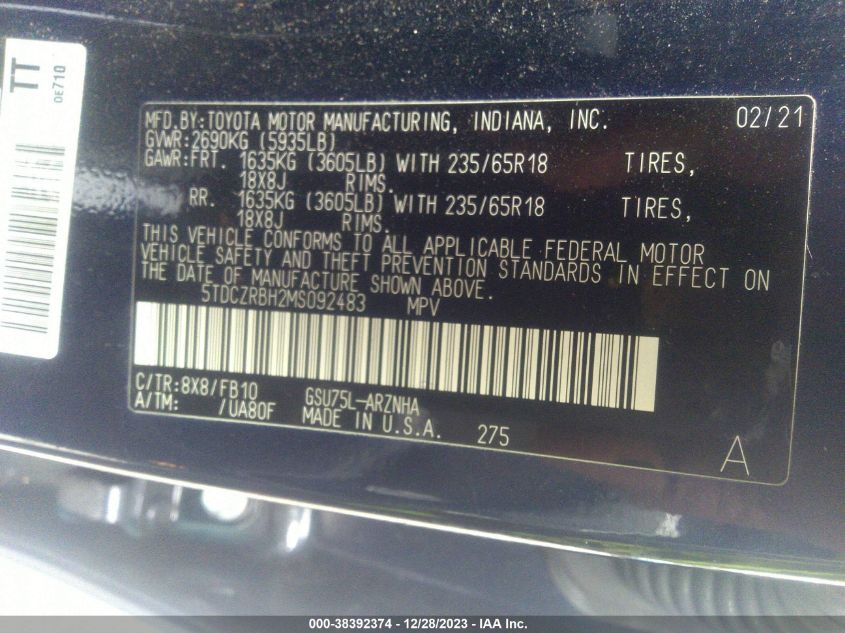 TT
0E710
MFD.BY:TOYOTA MOTOR MANUFACTURING, INDIANA, INC. 02/21
GVWR:2690KG (5935LB)
GAWR:FRT. 1635KG (3605LB) WITH 235/65R18 TIRES,
18X8J RIMS.
RR. 1635KG (3605LB) WITH 235/65R18 TIRES,
18X8J RIMS.
THIS VEHICLE CONFORMS TO ALL APPLICABLE FEDERAL MOTOR
VEHICLE SAFETY AND THEFT PREVENTION STANDARDS IN EFFECT ON
THE DATE OF MANUFACTURE SHOWN ABOVE.
5TDCZRBH2MS092483 MPV
C/TR:8X8/FB10 GSU75L-ARZNHA
A/TM: /UA80F MADE IN U.S.A. 275
A
000-38392374 - 12/28/2023 - IAA Inc.